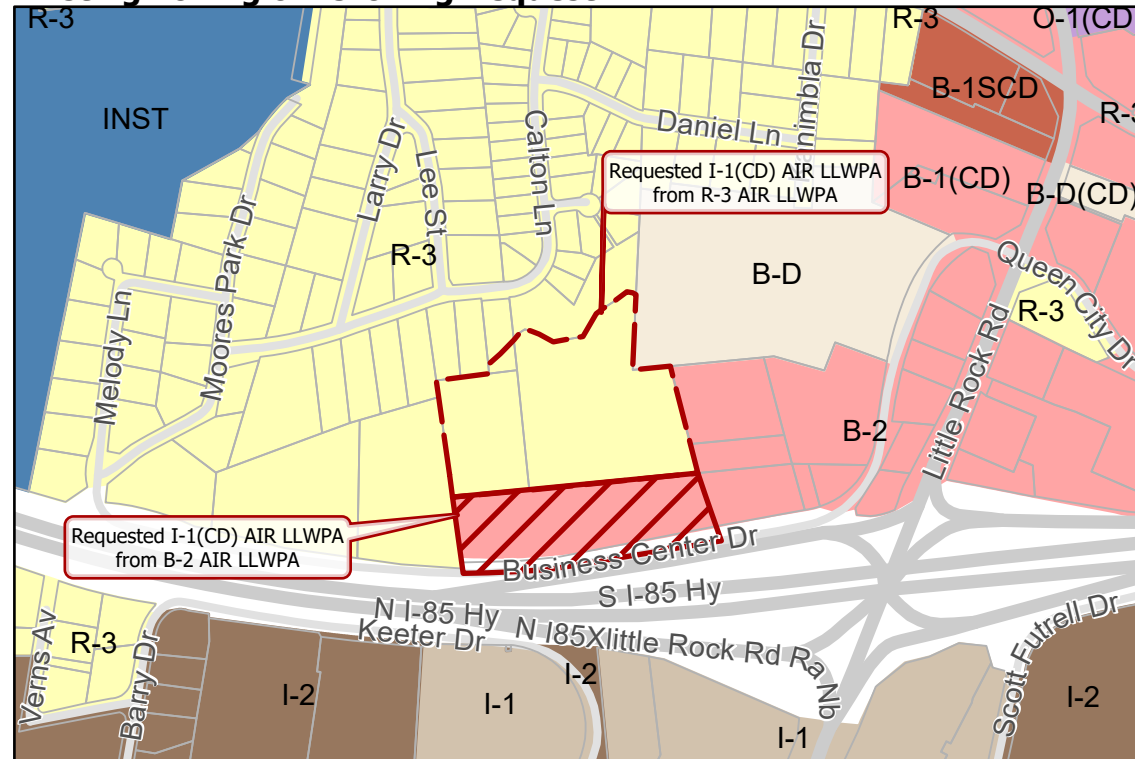 R-3
R-3
O-1(CD
INST
B-1SCD
R-3
Daniel Ln
Larry Dr
Lee St
Calton Ln
Requested I-1(CD) AIR LLWPA
from R-3 AIR LLWPA
B-1(CD)
B-D(CD)
Moores Park Dr
R-3
B-D
Queen City Dr
R-3
Melody Ln
Little Rock Rd
B-2
Requested I-1(CD) AIR LLWPA
from B-2 AIR LLWPA
Business Center Dr
S I-85 Hy
N I-85 Hy
Keeter Dr
N I85Xlittle Rock Rd Ra Nb
Scott Futrell Dr
Verns Av
R-3
Barry Dr
I-2
I-1
I-2
I-1
I-2